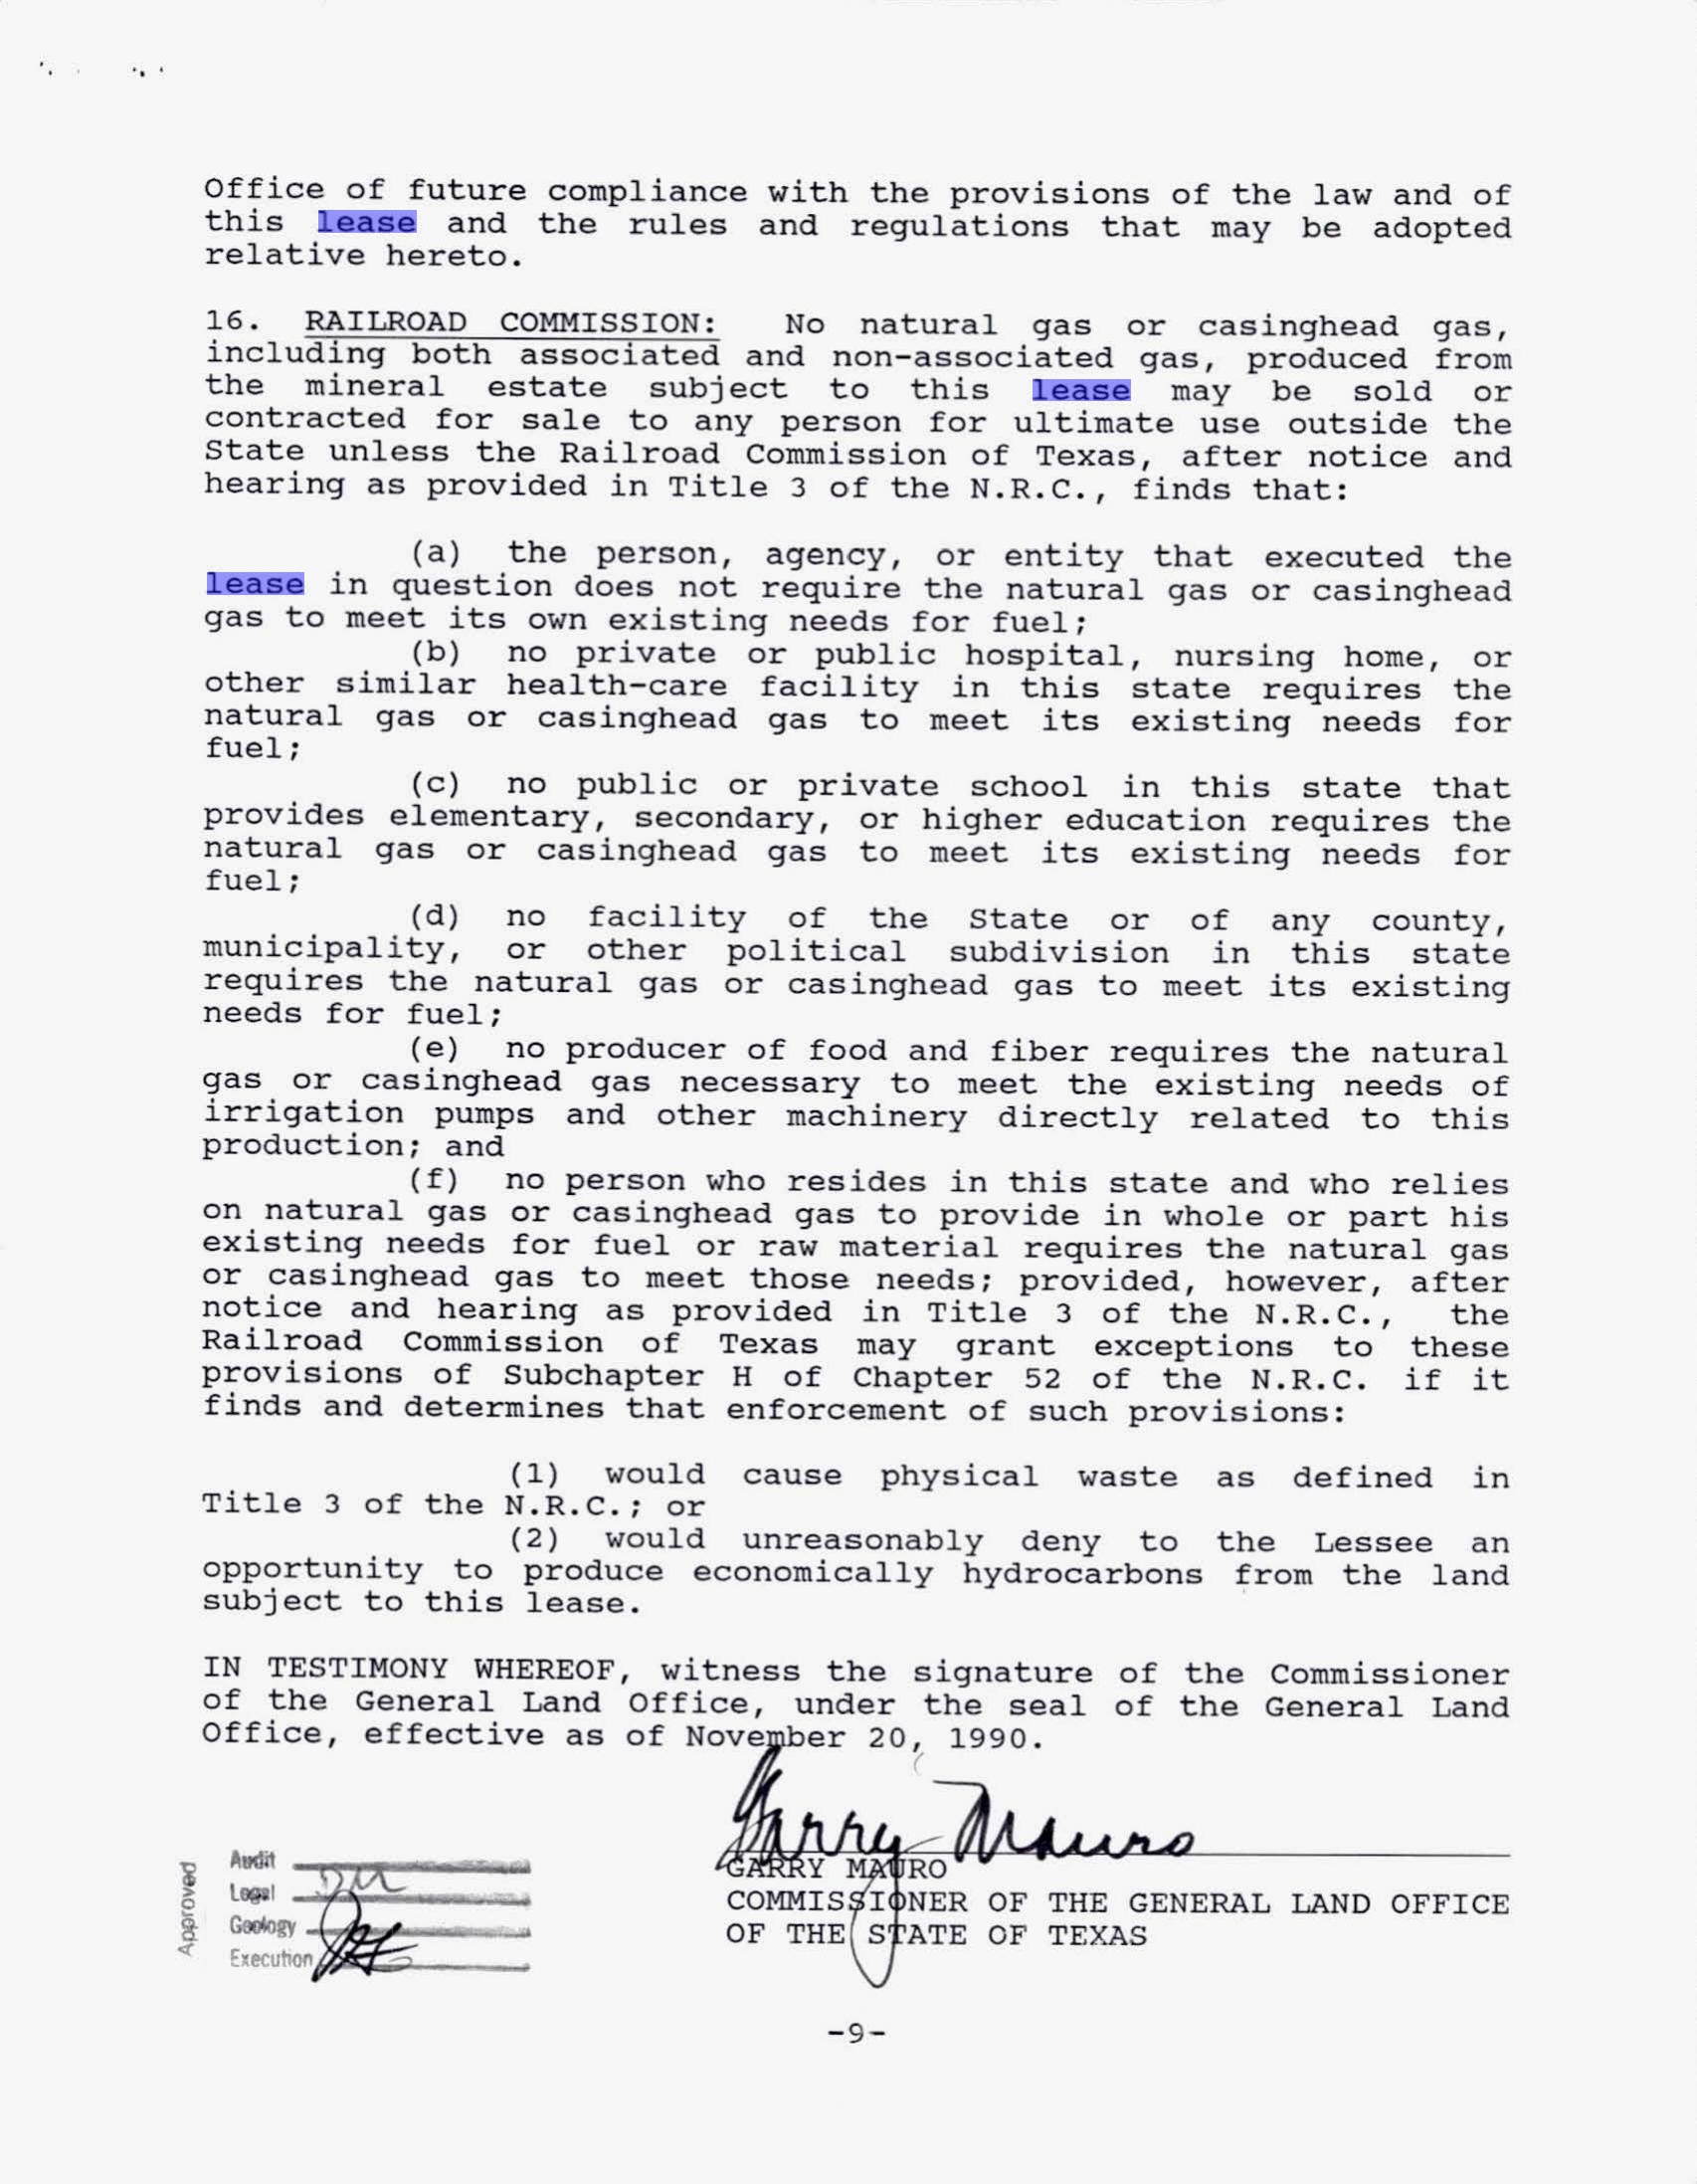 Office of future compliance with the provisions of the law and of
this lease and the rules and regulations that may be adopted
relative hereto.
16. RAILROAD COMMISSION: No natural gas or casinghead gas,
including both associated and non-associated gas, produced from
the mineral estate subject to this lease may be sold or
contracted for sale to any person for ultimate use outside the
State unless the Railroad Commission of Texas, after notice and
hearing as provided in Title 3 of the N.R.C., finds that:
(a) the person, agency, or entity that executed the
lease in question does not require the natural gas or casinghead
gas to meet its own existing needs for fuel;
(b) no private or public hospital, nursing home, or
other similar health-care facility in this state requires the
natural gas or casinghead gas to meet its existing needs for
fuel;
(c) no public or private school in this state that
provides elementary, secondary, or higher education requires the
natural gas or casinghead gas to meet its existing needs for
fuel;
(d) no facility of the State or of any county,
municipality, or other political subdivision in this state
requires the natural gas or casinghead gas to meet its existing
needs for fuel;
(e) no producer of food and fiber requires the natural
gas or casinghead gas necessary to meet the existing needs of
irrigation pumps and other machinery directly related to this
production; and
(f) no person who resides in this state and who relies
on natural gas or casinghead gas to provide in whole or part his
existing needs for fuel or raw material requires the natural gas
or casinghead gas to meet those needs; provided, however, after
notice and hearing as provided in Title 3 of the N.R.C., the
Railroad Commission of Texas may grant exceptions to these
provisions of Subchapter H of Chapter 52 of the N.R.C. if it
finds and determines that enforcement of such provisions:
(1) would cause physical waste as defined in
Title 3 of the N.R.C.; or
(2) would unreasonably deny to the Lessee an
opportunity to produce economically hydrocarbons from the land
subject to this lease.
IN TESTIMONY WHEREOF, witness the signature of the Commissioner
of the General Land Office, under the seal of the General Land
Office, effective as of November 20, 1990.
Garry Mauro
GARRY MAURO
COMMISSIONER OF THE GENERAL LAND OFFICE
OF THE STATE OF TEXAS
Approved
Audit
Legal
Geology
Execution
-9-